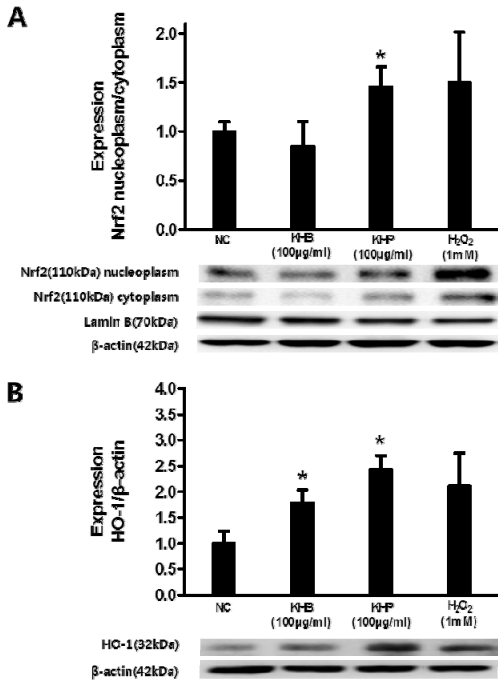 A
Expression
Nrf2 nucleoplasm/cytoplasm
2.0
1.5
1.0
0.5
0.0
NC
KHB
(100μg/ml)
KHP
(100μg/ml)
H₂O₂
(1mM)
*
Nrf2(110kDa) nucleoplasm
Nrf2(110kDa) cytoplasm
Lamin B(70kDa)
β-actin(42kDa)
B
Expression
HO-1/β-actin
4.0
3.5
3.0
2.5
2.0
1.5
1.0
0.5
0.0
*
*
NC
KHB
(100μg/ml)
KHP
(100μg/ml)
H₂O₂
(1mM)
HO-1(32kDa)
β-actin(42kDa)